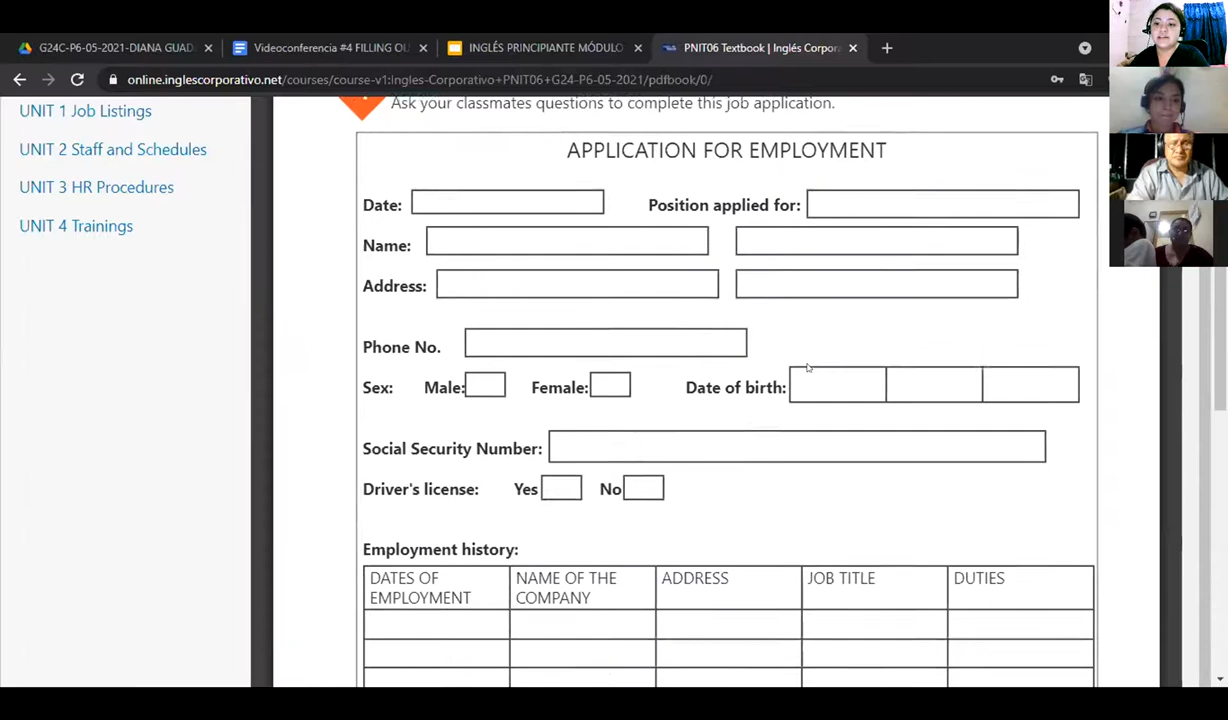 G24C-P6-05-2021-DIANA GUAD
Videoconferencia #4 FILLING OU
INGLÉS PRINCIPIANTE MÓDULO
PNIT06 Textbook | Inglés Corpora
online.inglescorporativo.net/courses/course-v1:Ingles-Corporativo+PNIT06+G24-P6-05-2021/pdfbook/0/
UNIT 1 Job Listings
UNIT 2 Staff and Schedules
UNIT 3 HR Procedures
UNIT 4 Trainings
Ask your classmates questions to complete this job application.
APPLICATION FOR EMPLOYMENT
Date: Position applied for:
Name:
Address:
Phone No.
Sex: Male: Female: Date of birth:
Social Security Number:
Driver's license: Yes No
Employment history:
DATES OF EMPLOYMENT NAME OF THE COMPANY ADDRESS JOB TITLE DUTIES